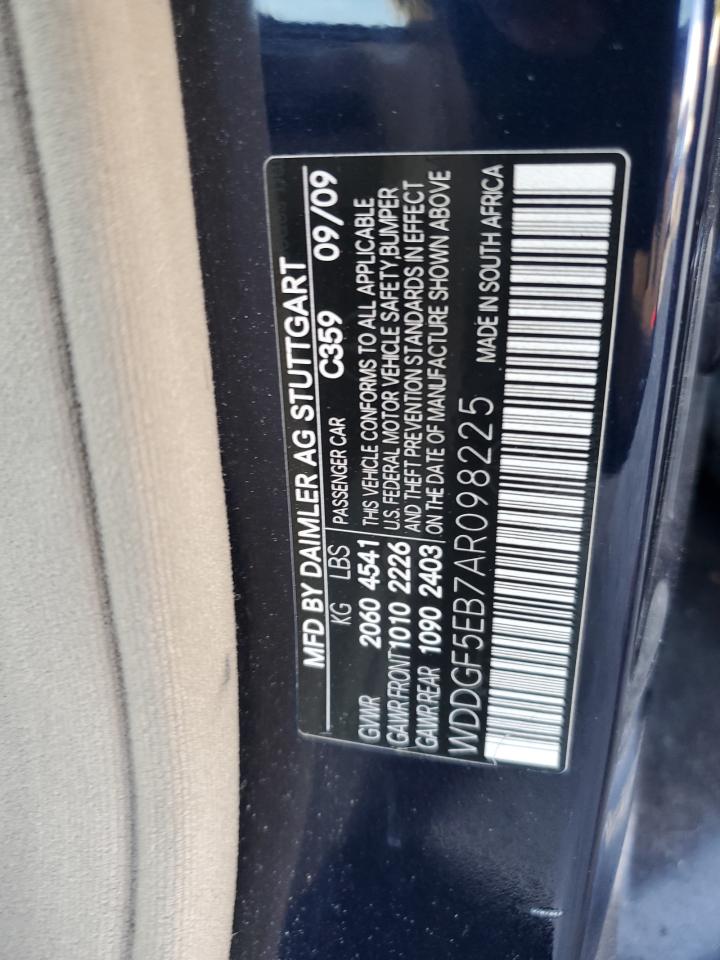 MFD BY DAIMLER AG STUTTGART
KG LBS PASSENGER CAR C359 09/09
GVWR 2060 4541
GAWR FRONT 1010 2226
GAWR REAR 1090 2403
THIS VEHICLE CONFORMS TO ALL APPLICABLE
U.S. FEDERAL MOTOR VEHICLE SAFETY,BUMPER
AND THEFT PREVENTION STANDARDS IN EFFECT
ON THE DATE OF MANUFACTURE SHOWN ABOVE
WDDGF5EB7AR098225 MADE IN SOUTH AFRICA